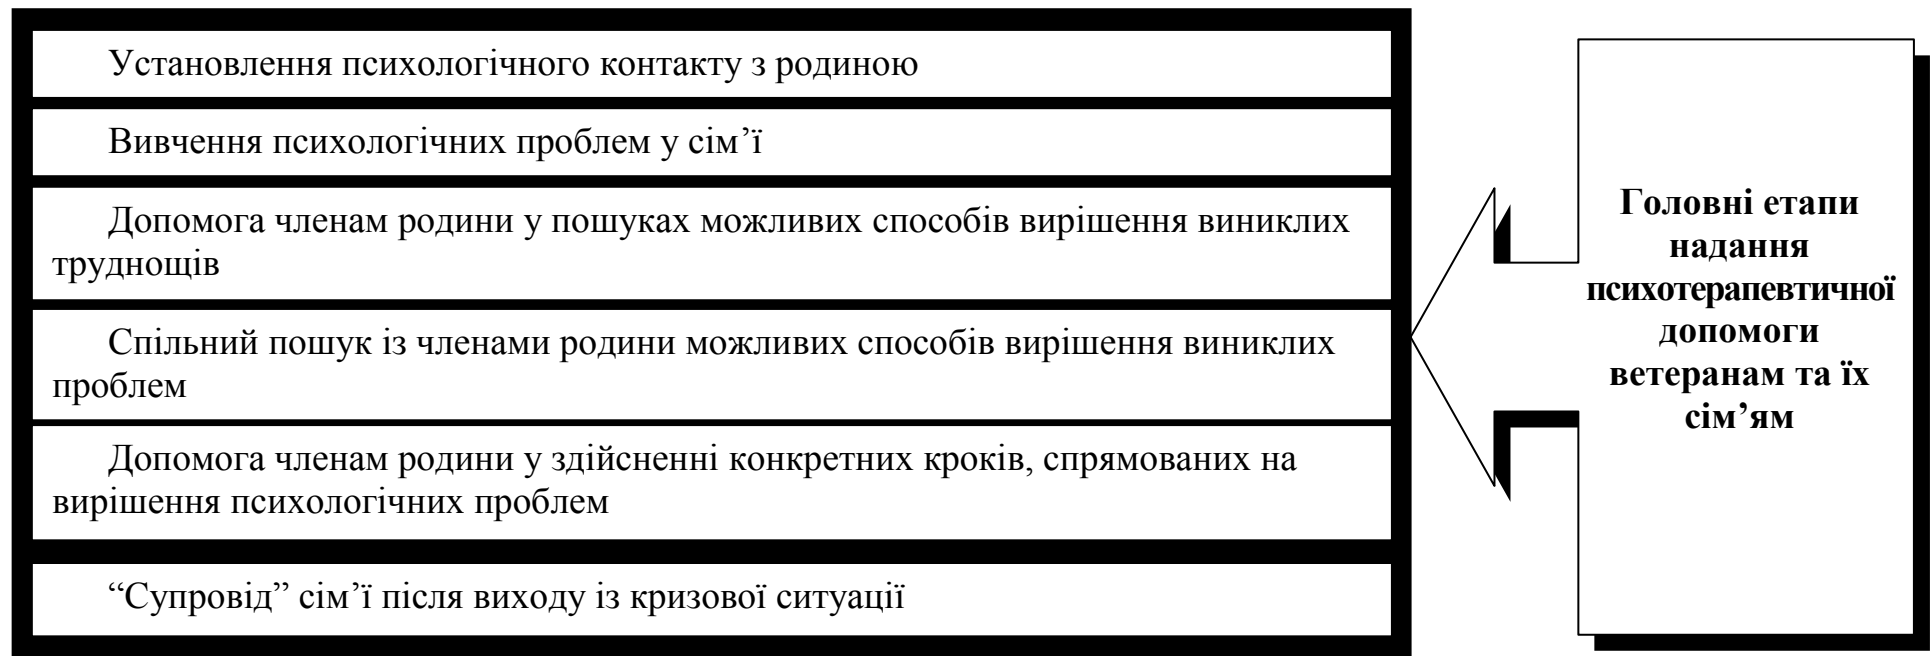 Установлення психологічного контакту з родиною
Вивчення психологічних проблем у сім’ї
Допомога членам родини у пошуках можливих способів вирішення виниклих
труднощів
Спільний пошук із членами родини можливих способів вирішення виниклих
проблем
Допомога членам родини у здійсненні конкретних кроків, спрямованих на
вирішення психологічних проблем
“Супровід” сім’ї після виходу із кризової ситуації
Головні етапи
надання
психотерапевтичної
допомоги
ветеранам та їх
сім’ям